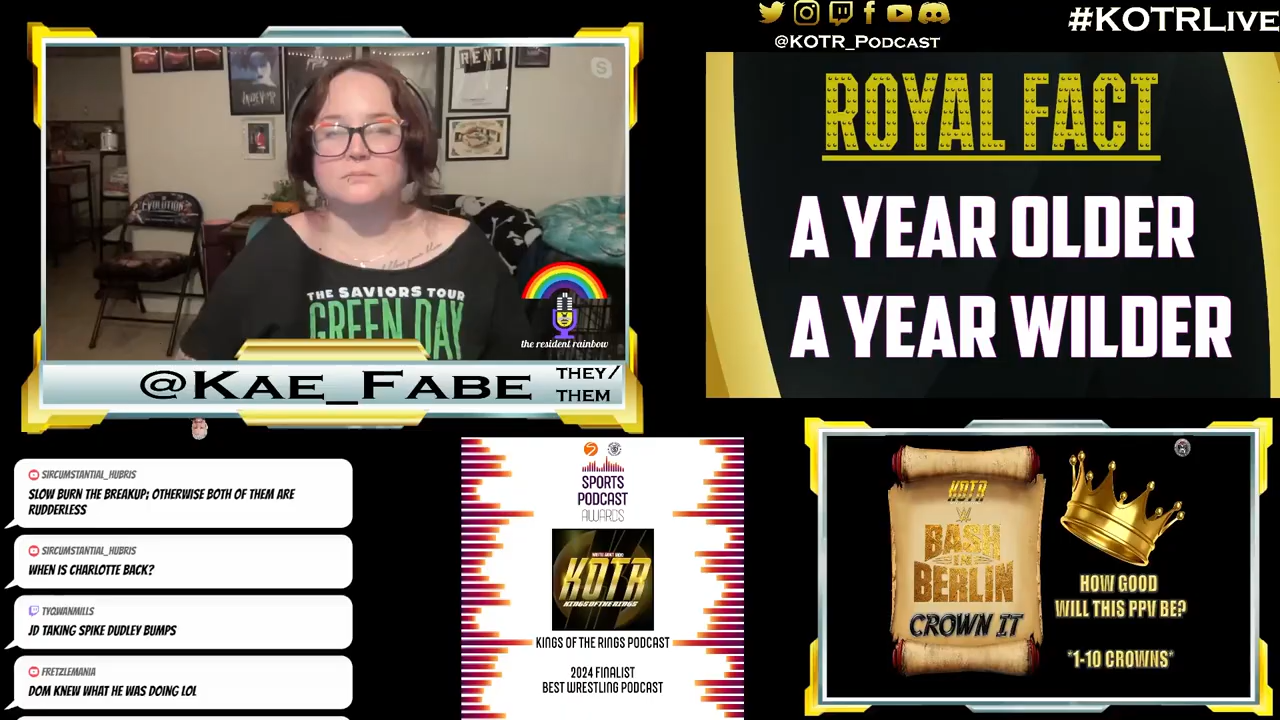 @KOTR_PODCAST
#KOTRLIVE
RENT
EVOLUTION
THE SAVIORS TOUR
GREEN DAY
the resident rainbow
@KAE_FABE
THEY/
THEM
ROYAL FACT
A YEAR OLDER
A YEAR WILDER
SIRCUMSTANTIAL_HUBRIS
SLOW BURN THE BREAKUP; OTHERWISE BOTH OF THEM ARE
RUDDERLESS
SIRCUMSTANTIAL_HUBRIS
WHEN IS CHARLOTTE BACK?
TYQWANMILLS
JD TAKING SPIKE DUDLEY BUMPS
FRETZLEMANIA
DOM KNEW WHAT HE WAS DOING LOL
SPORTS
PODCAST
AWARDS
KOTR
KINGS OF THE RINGS
KINGS OF THE RINGS PODCAST
2024 FINALIST
BEST WRESTLING PODCAST
KOTR
W
BASH
IN
BERLIN
CROWN IT
HOW GOOD
WILL THIS PPV BE?
*1-10 CROWNS*